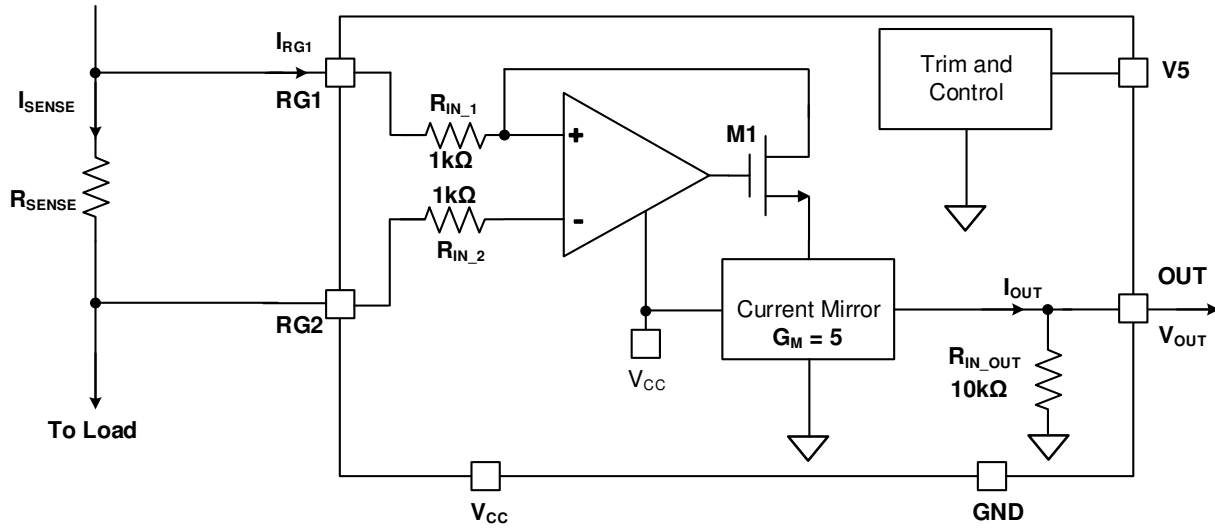 I_RG1
RG1
I_SENSE
R_SENSE
RG2
To Load
R_IN_1
1kΩ
1kΩ
R_IN_2
+
-
M1
Trim and
Control
V5
Current Mirror
G_M = 5
V_CC
I_OUT
OUT
V_OUT
R_IN_OUT
10kΩ
V_CC
GND